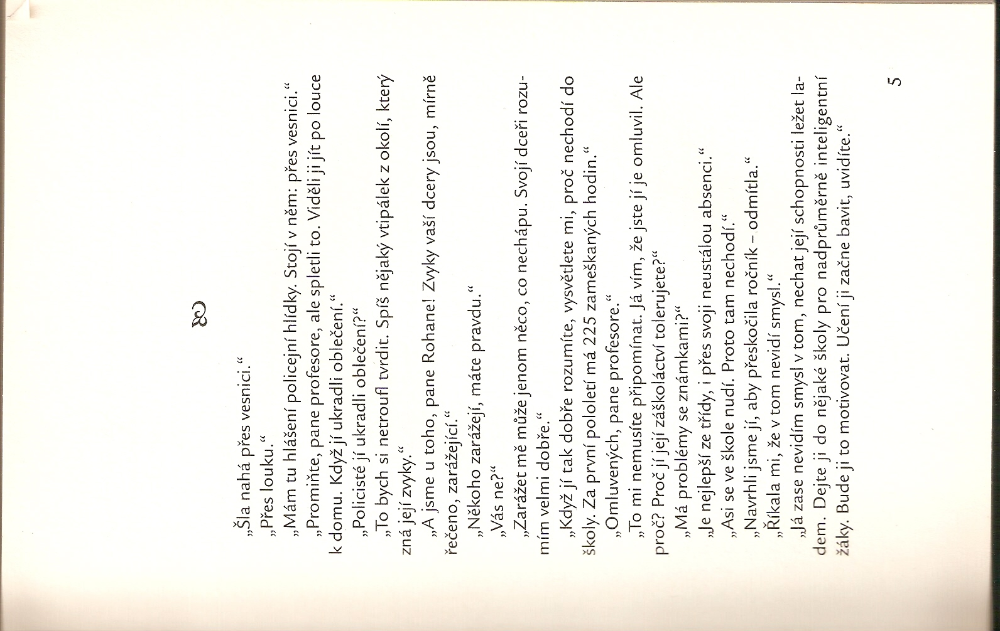 „Šla nahá přes vesnici.“
„Přes louku.“
„Mám tu hlášení policejní hlídky. Stojí v něm: přes vesnici.“
„Promiňte, pane profesore, ale spletli to. Viděli ji jít po louce
k domu. Když jí ukradli oblečení.“
„Policisté jí ukradli oblečení?“
„To bych si netroufl tvrdit. Spíš nějaký vtipálek z okolí, který
zná její zvyky.“
„A jsme u toho, pane Rohane! Zvyky vaší dcery jsou, mírně
řečeno, zarážející.“
„Někoho zarážejí, máte pravdu.“
„Vás ne?“
„Zarážet mě může jenom něco, co nechápu. Svojí dceři rozu-
mím velmi dobře.“
„Když jí tak dobře rozumíte, vysvětlete mi, proč nechodí do
školy. Za první pololetí má 225 zameškaných hodin.“
„Omluvených, pane profesore.“
„To mi nemusíte připomínat. Já vím, že jste jí je omluvil. Ale
proč? Proč jí její záškoláctví tolerujete?“
„Má problémy se známkami?“
„Je nejlepší ze třídy, i přes svoji neustálou absenci.“
„Asi se ve škole nudí. Proto tam nechodí.“
„Navrhli jsme jí, aby přeskočila ročník – odmítla.“
„Říkala mi, že v tom nevidí smysl.“
„Já zase nevidím smysl v tom, nechat její schopnosti ležet la-
dem. Dejte ji do nějaké školy pro nadprůměrně inteligentní
žáky. Bude ji to motivovat. Učení ji začne bavit, uvidíte.“
5